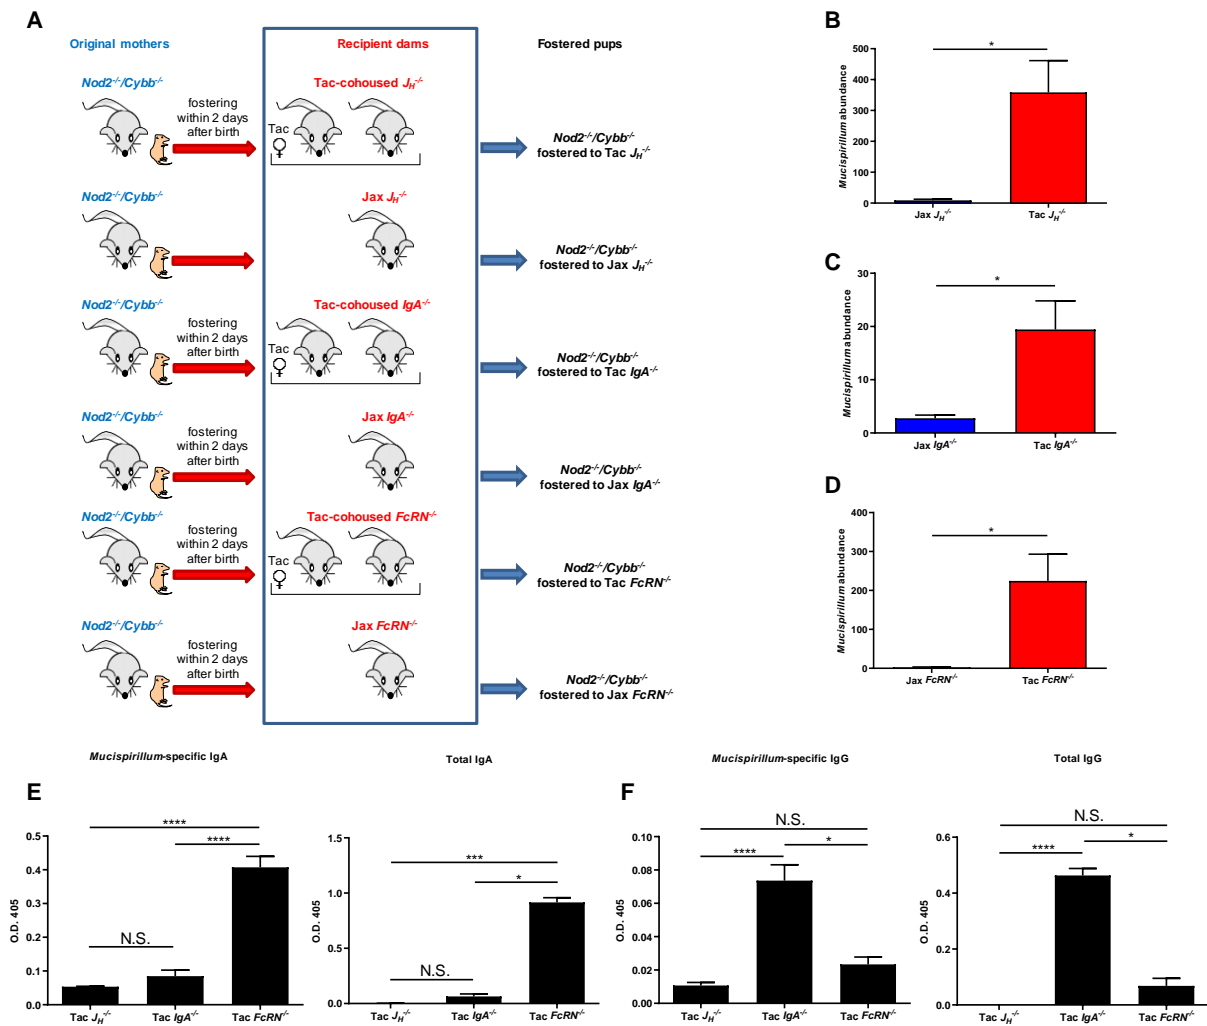 A
Original mothers
Recipient dams
Fostered pups
Nod2-/-/Cybb-/-
fostering
within 2 days
after birth
Tac-cohoused JH-/-
Tac
Nod2-/-/Cybb-/-
fostered to Tac JH-/-
Nod2-/-/Cybb-/-
Jax JH-/-
Nod2-/-/Cybb-/-
fostered to Jax JH-/-
Nod2-/-/Cybb-/-
fostering
within 2 days
after birth
Tac-cohoused IgA-/-
Tac
Nod2-/-/Cybb-/-
fostered to Tac IgA-/-
Nod2-/-/Cybb-/-
fostering
within 2 days
after birth
Jax IgA-/-
Nod2-/-/Cybb-/-
fostered to Jax IgA-/-
Nod2-/-/Cybb-/-
fostering
within 2 days
after birth
Tac-cohoused FcRN-/-
Tac
Nod2-/-/Cybb-/-
fostered to Tac FcRN-/-
Nod2-/-/Cybb-/-
fostering
within 2 days
after birth
Jax FcRN-/-
Nod2-/-/Cybb-/-
fostered to Jax FcRN-/-
B
Mucispirillum abundance
500
400
300
200
100
0
*
Jax JH-/-
Tac JH-/-
C
Mucispirillum abundance
30
20
10
0
*
Jax IgA-/-
Tac IgA-/-
D
Mucispirillum abundance
400
300
200
100
0
*
Jax FcRN-/-
Tac FcRN-/-
E
Mucispirillum-specific IgA
O.D. 405
0.5
0.4
0.3
0.2
0.1
0.0
****
****
N.S.
Tac JH-/-
Tac IgA-/-
Tac FcRN-/-
Total IgA
O.D. 405
1.5
1.0
0.5
0.0
***
*
N.S.
Tac JH-/-
Tac IgA-/-
Tac FcRN-/-
F
Mucispirillum-specific IgG
O.D. 405
0.10
0.08
0.06
0.04
0.02
0.00
N.S.
****
*
Tac JH-/-
Tac IgA-/-
Tac FcRN-/-
Total IgG
O.D. 405
0.6
0.4
0.2
0.0
N.S.
****
*
Tac JH-/-
Tac IgA-/-
Tac FcRN-/-